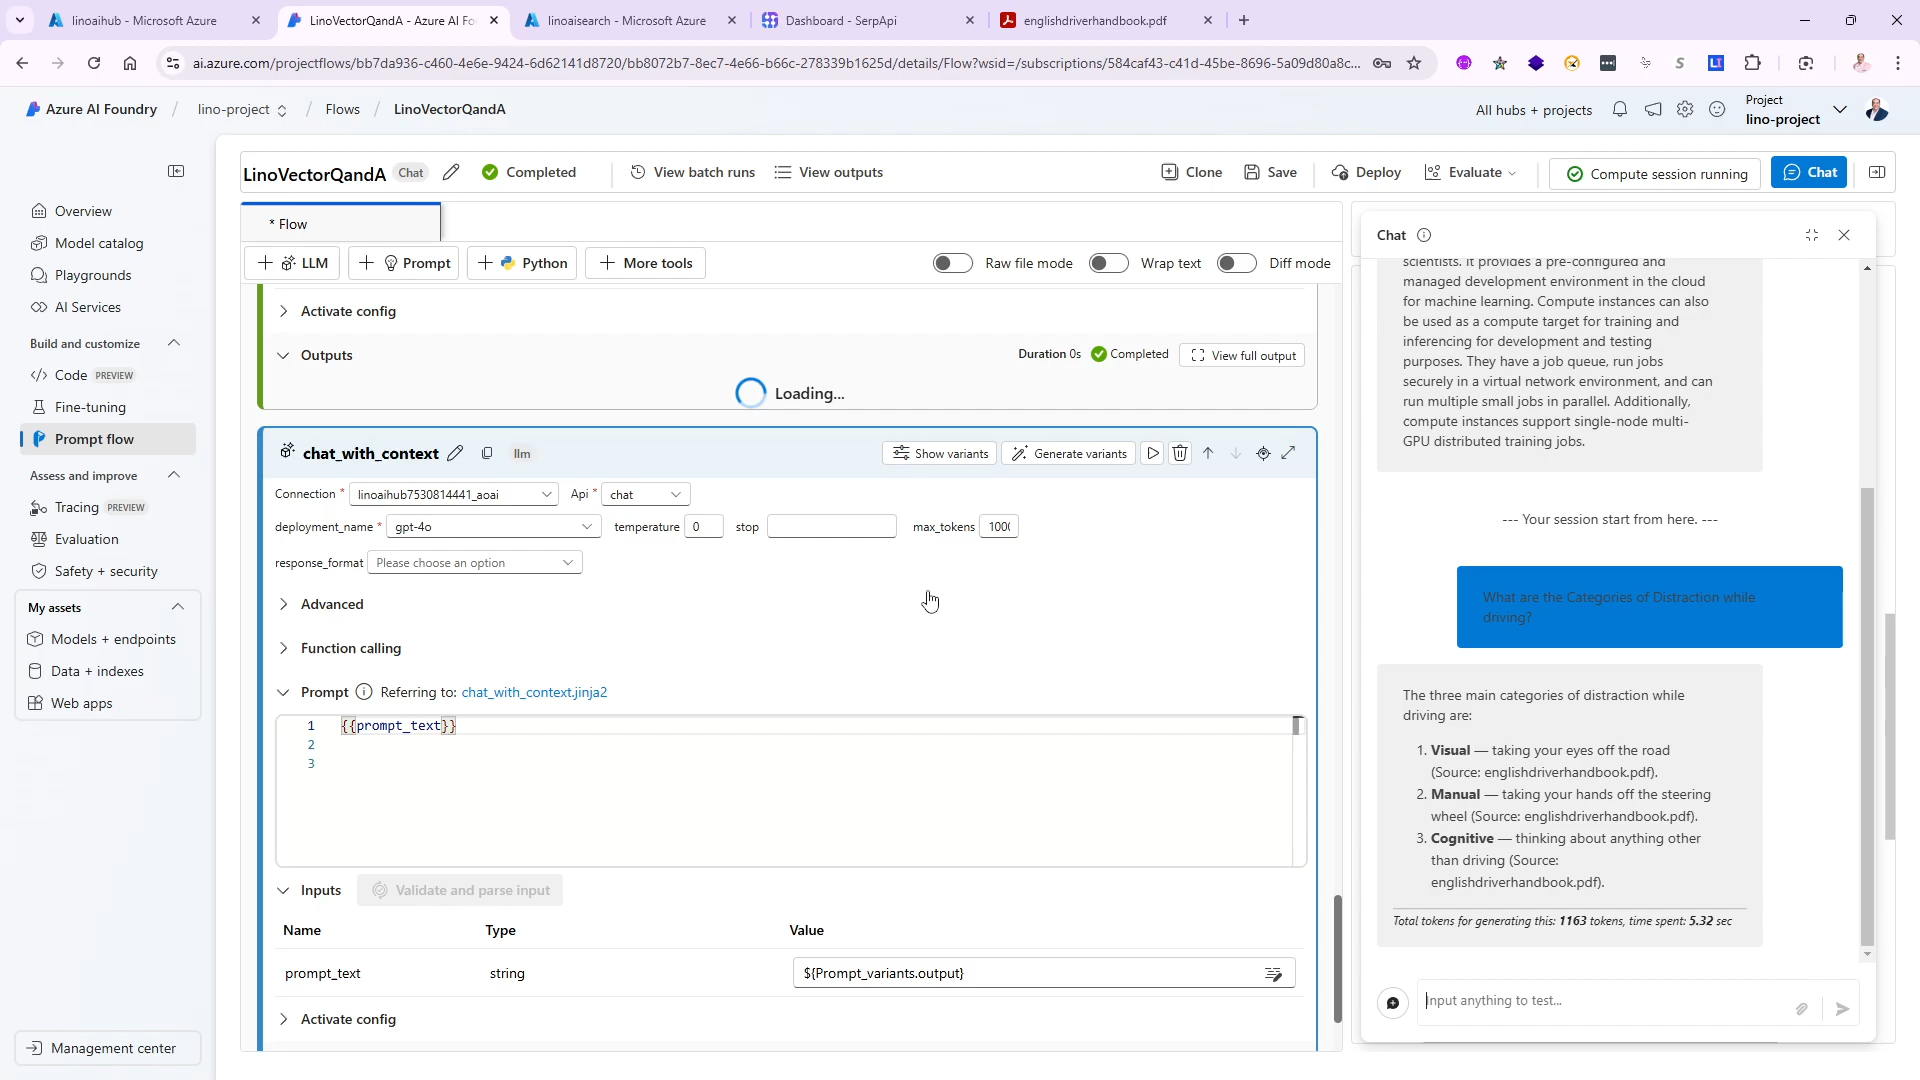 linoaihub - Microsoft Azure
LinoVectorQandA - Azure AI Fo
linoaisearch - Microsoft Azure
Dashboard - SerpApi
englishdriverhandbook.pdf
ai.azure.com/projectflows/bb7da936-c460-4e6e-9424-6d62141d8720/bb8072b7-8ec7-4e66-b66c-278339b1625d/details/Flow?wsid=/subscriptions/584caf43-c41d-45be-8696-5a09d80a8c...
Azure AI Foundry / lino-project / Flows / LinoVectorQandA
All hubs + projects
Project
lino-project
Overview
Model catalog
Playgrounds
AI Services
Build and customize
Code PREVIEW
Fine-tuning
Prompt flow
Assess and improve
Tracing PREVIEW
Evaluation
Safety + security
My assets
Models + endpoints
Data + indexes
Web apps
Management center
LinoVectorQandA Chat Completed View batch runs View outputs Clone Save Deploy Evaluate Compute session running Chat
* Flow
+ LLM + Prompt + Python + More tools Raw file mode Wrap text Diff mode
Activate config
Outputs Duration 0s Completed View full output
Loading...
chat_with_context llm Show variants Generate variants
Connection * linoaihub7530814441_aoai Api * chat
deployment_name * gpt-4o temperature 0 stop max_tokens 100(
response_format Please choose an option
Advanced
Function calling
Prompt Referring to: chat_with_context.jinja2
1 {{prompt_text}}
2
3
Inputs Validate and parse input
Name Type Value
prompt_text string ${Prompt_variants.output}
Activate config
Chat
scientists. It provides a pre-configured and
managed development environment in the cloud
for machine learning. Compute instances can also
be used as a compute target for training and
inferencing for development and testing
purposes. They have a job queue, run jobs
securely in a virtual network environment, and can
run multiple small jobs in parallel. Additionally,
compute instances support single-node multi-
GPU distributed training jobs.
--- Your session start from here. ---
What are the Categories of Distraction while
driving?
The three main categories of distraction while
driving are:
1. Visual — taking your eyes off the road
(Source: englishdriverhandbook.pdf).
2. Manual — taking your hands off the steering
wheel (Source: englishdriverhandbook.pdf).
3. Cognitive — thinking about anything other
than driving (Source:
englishdriverhandbook.pdf).
Total tokens for generating this: 1163 tokens, time spent: 5.32 sec
Input anything to test...